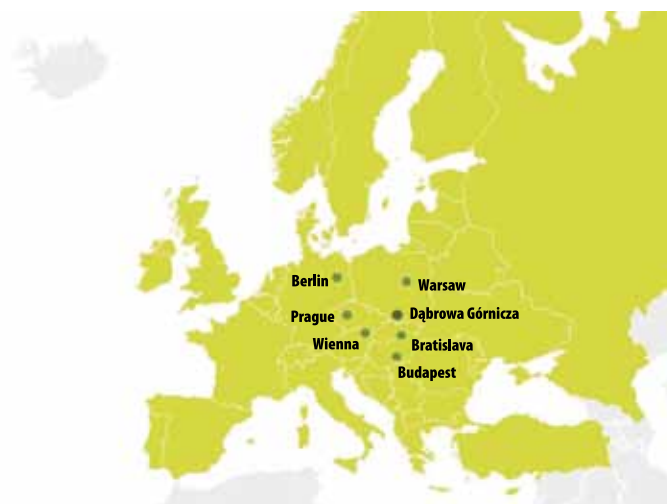 Berlin
Warsaw
Prague
Dąbrowa Górnicza
Wienna
Bratislava
Budapest